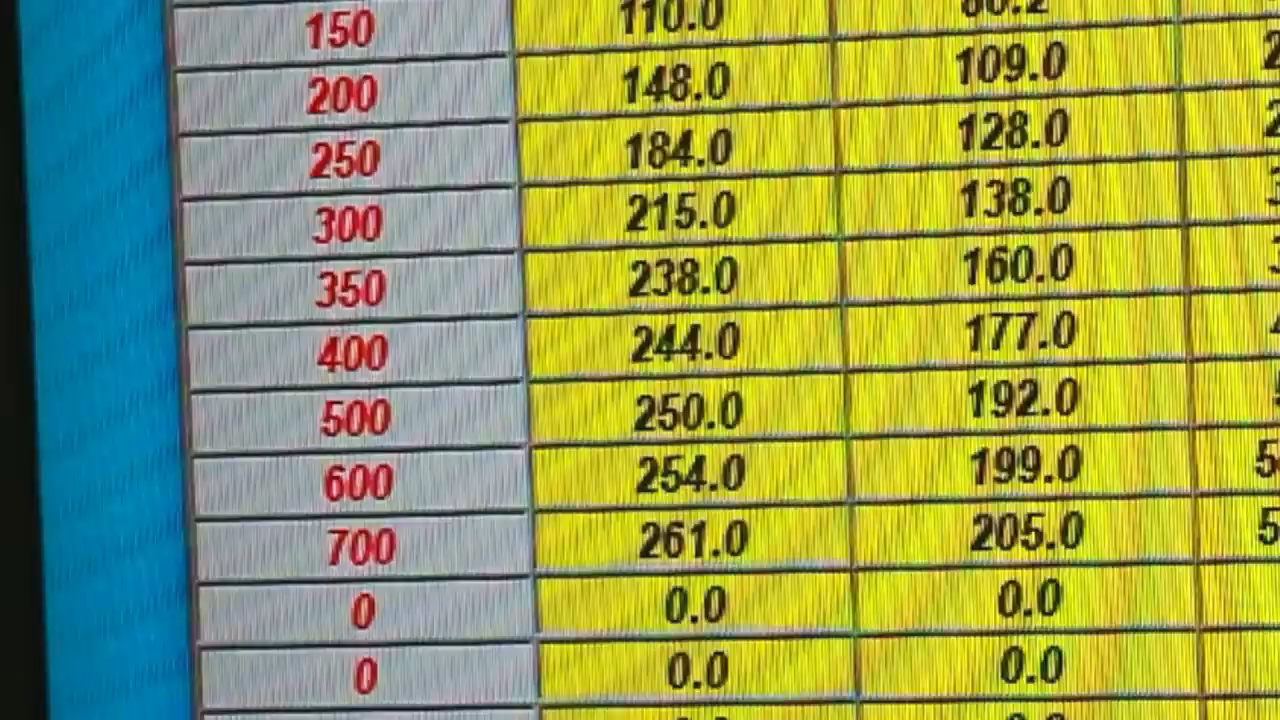 150 110.0
200 148.0 109.0
250 184.0 128.0
300 215.0 138.0
350 238.0 160.0
400 244.0 177.0
500 250.0 192.0
600 254.0 199.0 5
700 261.0 205.0 5
0 0.0 0.0
0 0.0 0.0